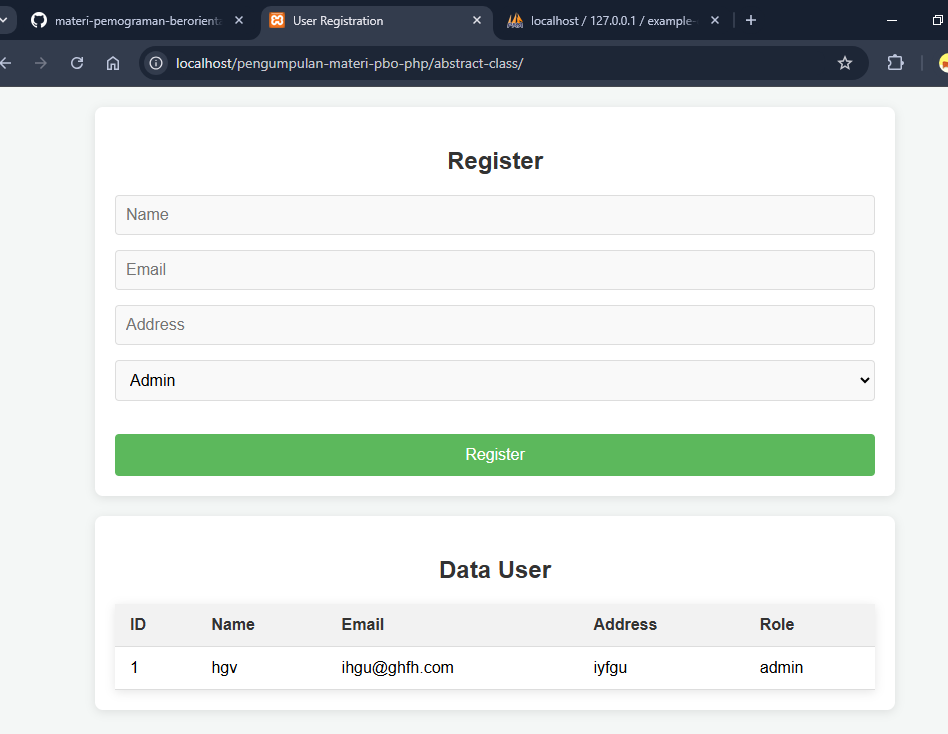 materi-pemograman-berorienta
User Registration
localhost / 127.0.0.1 / example-
localhost/pengumpulan-materi-pbo-php/abstract-class/
Register
Name
Email
Address
Admin
Register
Data User
ID Name Email Address Role
1 hgv ihgu@ghfh.com iyfgu admin